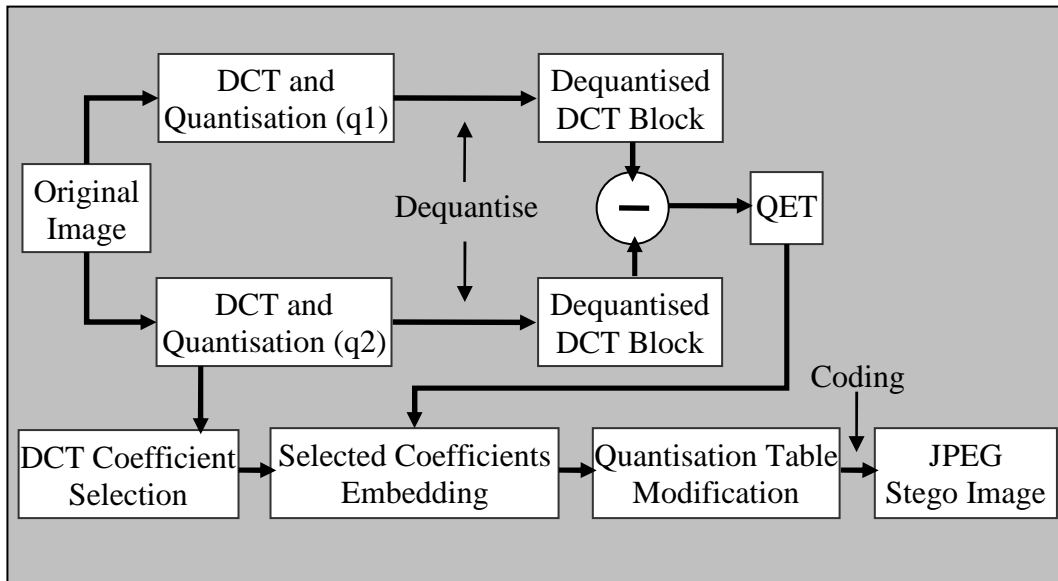 DCT and
Quantisation (q1)
Dequantised
DCT Block
Original
Image
Dequantise
QET
DCT and
Quantisation (q2)
Dequantised
DCT Block
Coding
DCT Coefficient
Selection
Selected Coefficients
Embedding
Quantisation Table
Modification
JPEG
Stego Image